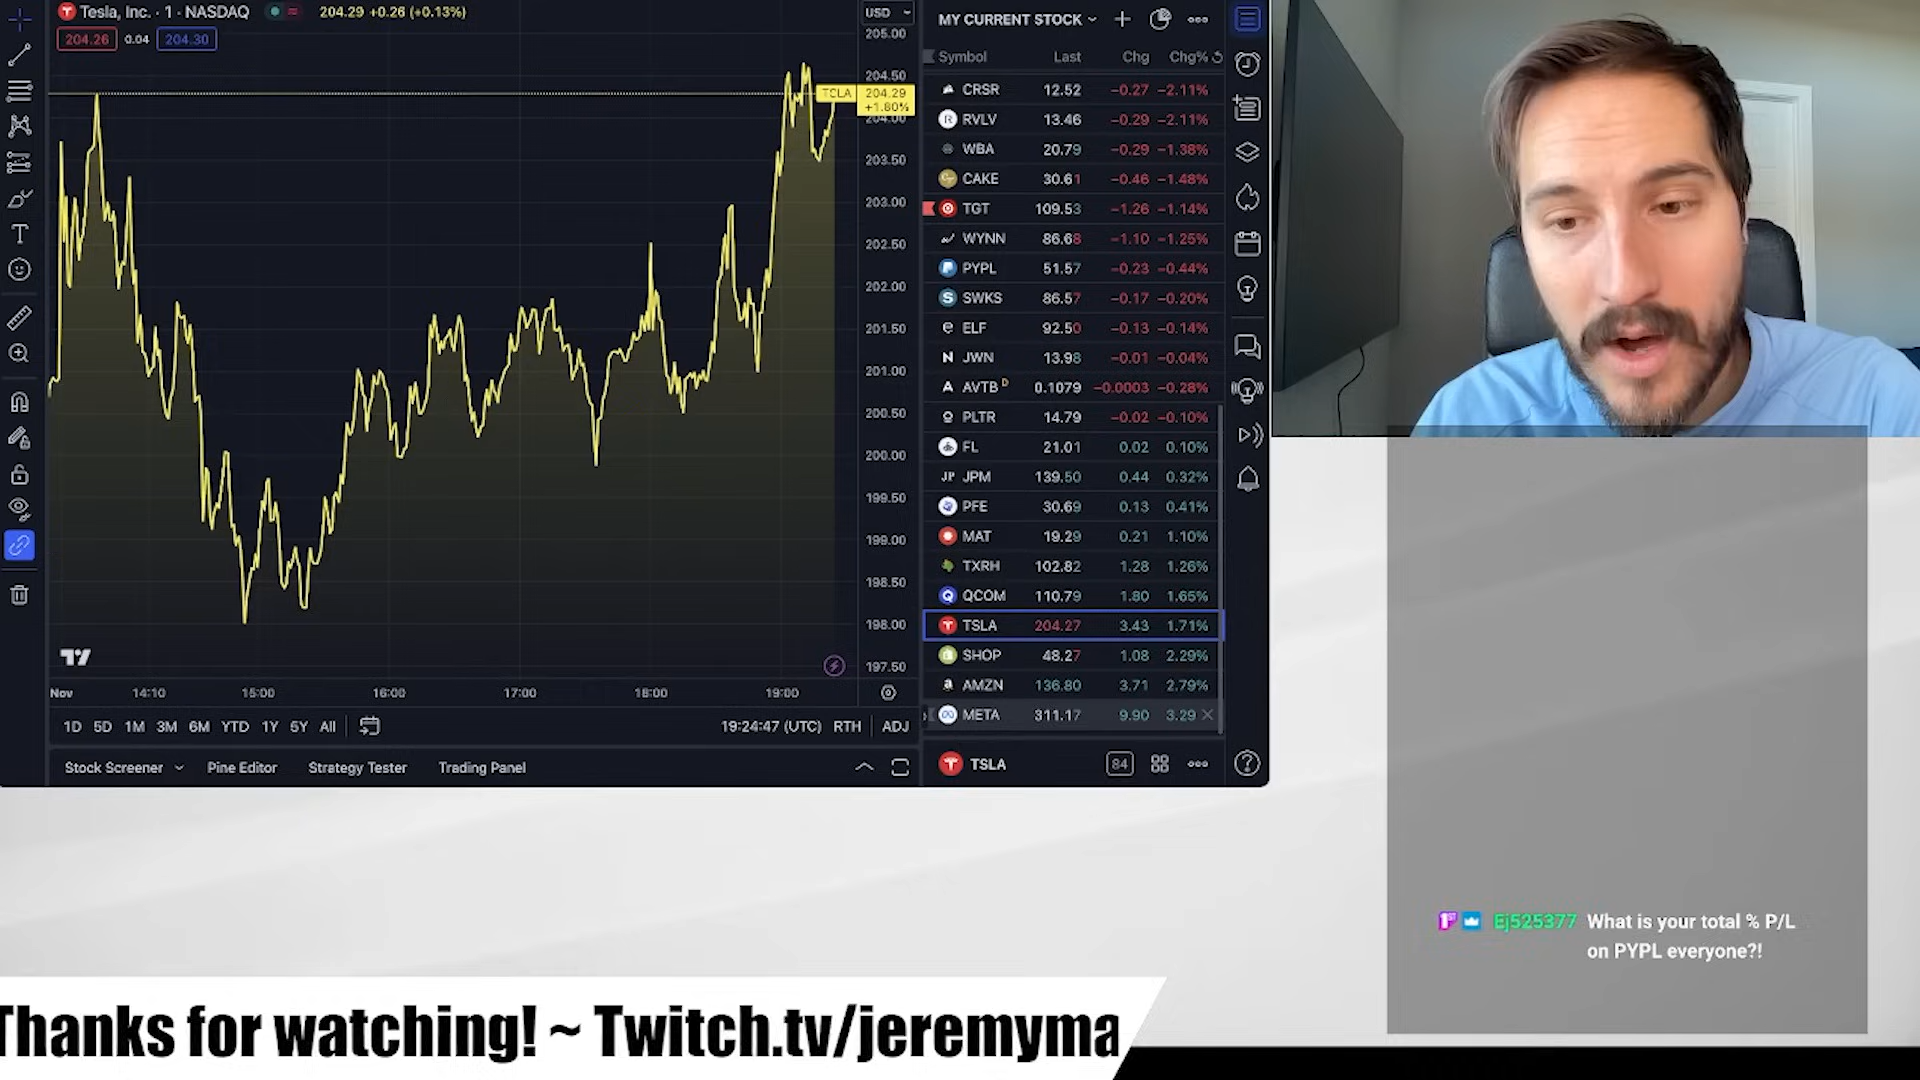 Tesla, Inc. · 1 · NASDAQ
204.29 +0.26 (+0.13%)
204.26 0.04 204.30
USD
205.00
204.50
204.29
+1.80%
204.00
203.50
203.00
202.50
202.00
201.50
201.00
200.50
200.00
199.50
199.00
198.50
198.00
197.50
Nov 14:10 15:00 16:00 17:00 18:00 19:00
1D 5D 1M 3M 6M YTD 1Y 5Y All
19:24:47 (UTC) RTH ADJ
Stock Screener Pine Editor Strategy Tester Trading Panel
MY CURRENT STOCK
Symbol Last Chg Chg%
CRSR 12.52 −0.27 −2.11%
RVLV 13.46 −0.29 −2.11%
WBA 20.79 −0.29 −1.38%
CAKE 30.61 −0.46 −1.48%
TGT 109.53 −1.26 −1.14%
WYNN 86.68 −1.10 −1.25%
PYPL 51.57 −0.23 −0.44%
SWKS 86.57 −0.17 −0.20%
ELF 92.50 −0.13 −0.14%
JWN 13.98 −0.01 −0.04%
AVTB D 0.1079 −0.0003 −0.28%
PLTR 14.79 −0.02 −0.10%
FL 21.01 0.02 0.10%
JPM 139.50 0.44 0.32%
PFE 30.69 0.13 0.41%
MAT 19.29 0.21 1.10%
TXRH 102.82 1.28 1.26%
QCOM 110.79 1.80 1.65%
TSLA 204.27 3.43 1.71%
SHOP 48.27 1.08 2.29%
AMZN 136.80 3.71 2.79%
META 311.17 9.90 3.29
TSLA 84
Ej525377 What is your total % P/L
on PYPL everyone?!
Thanks for watching! ~ Twitch.tv/jeremyma